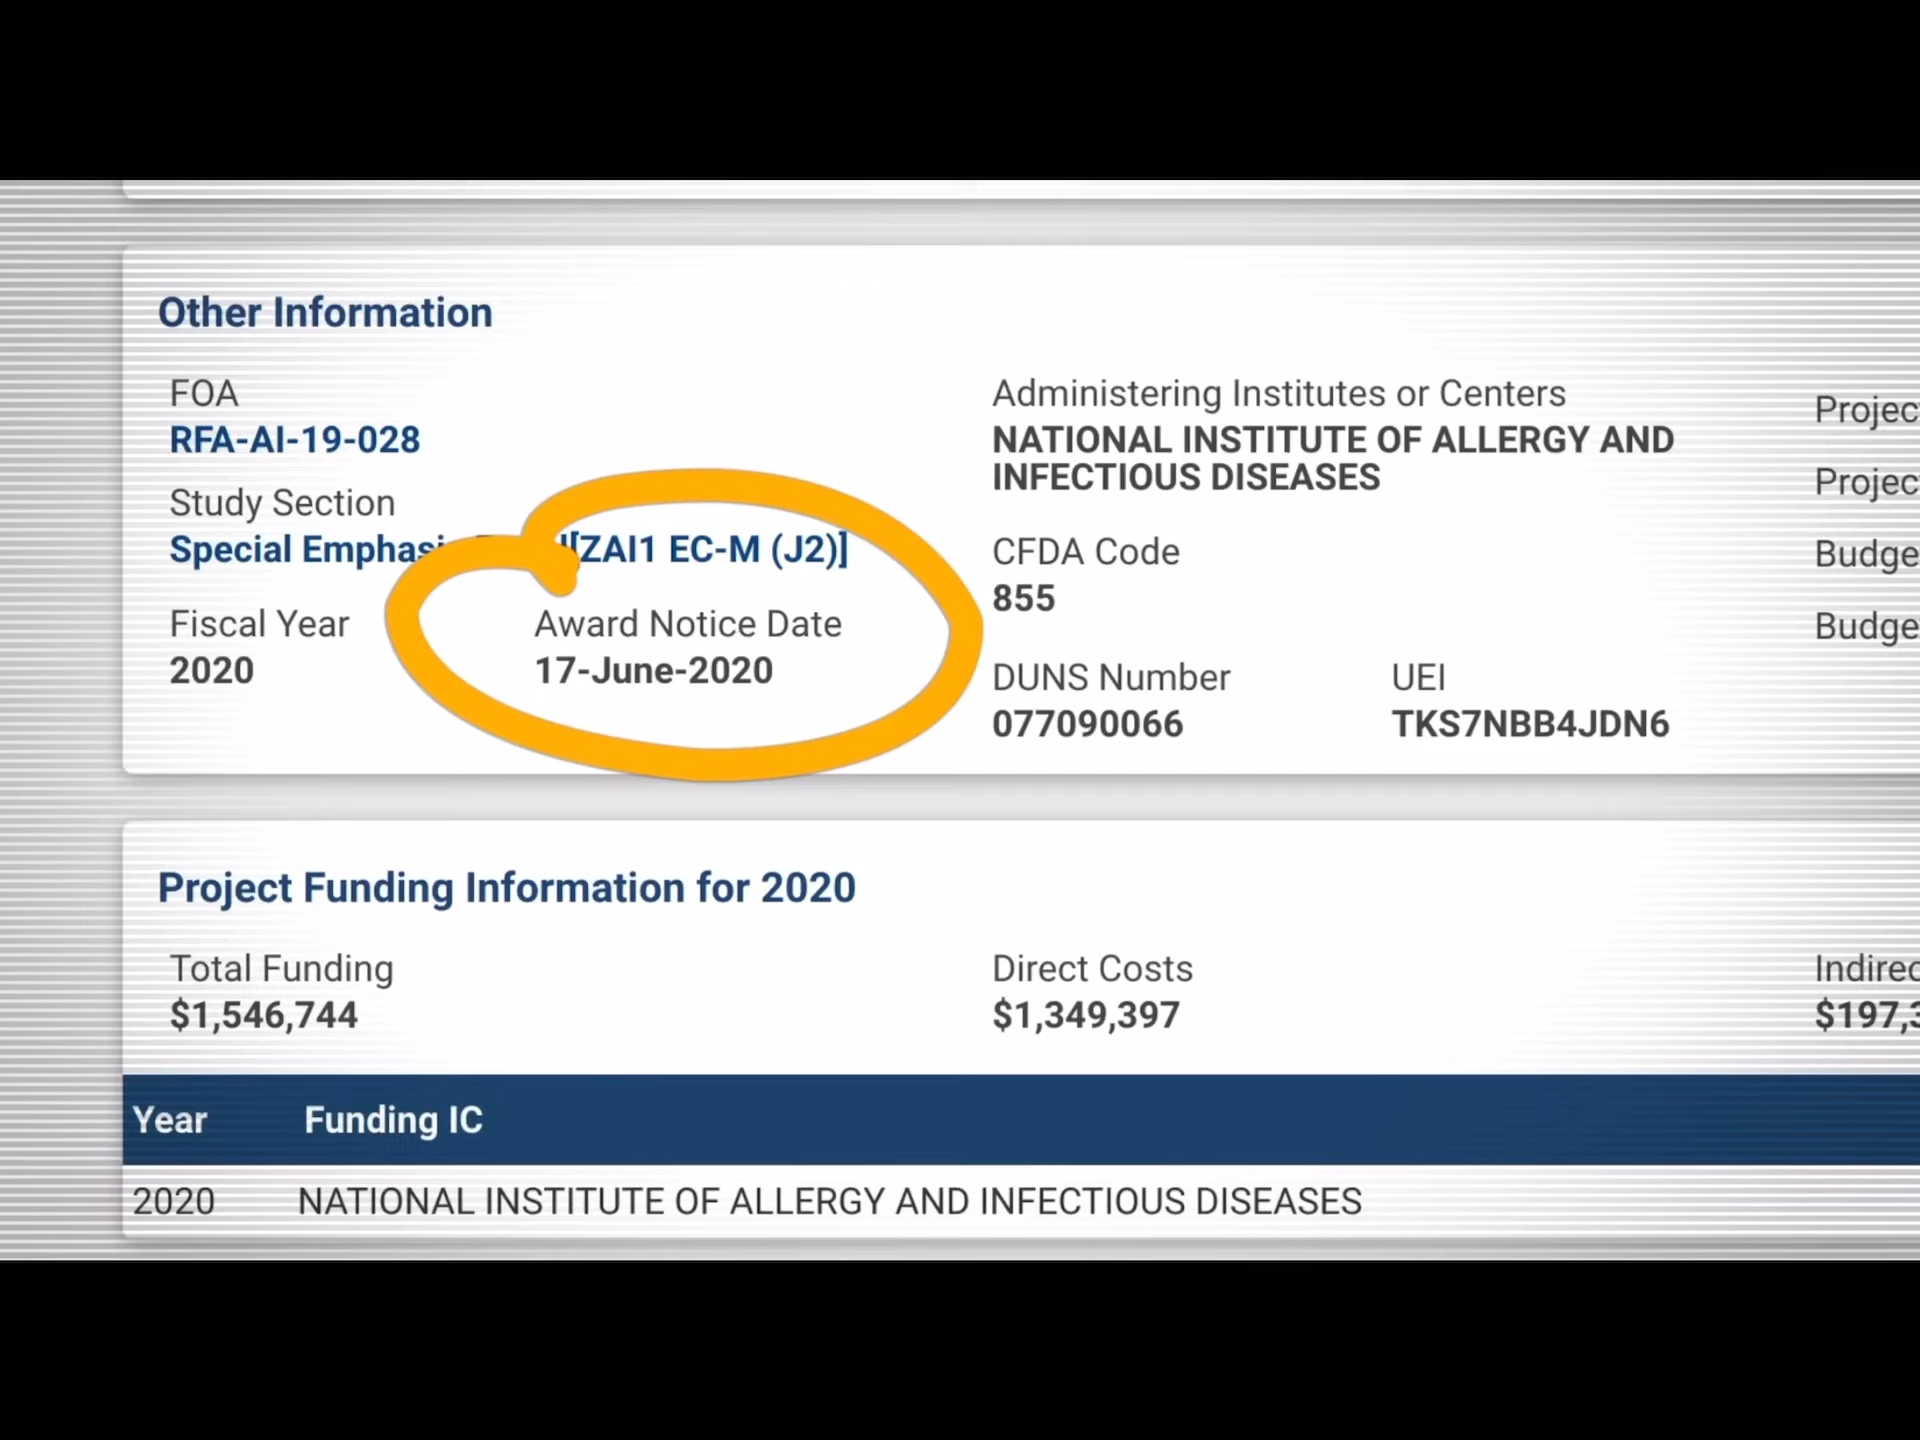 Other Information
FOA
RFA-AI-19-028
Study Section
Special Emphasis [ZAI1 EC-M (J2)]
Fiscal Year
2020
Award Notice Date
17-June-2020
Administering Institutes or Centers
NATIONAL INSTITUTE OF ALLERGY AND
INFECTIOUS DISEASES
CFDA Code
855
DUNS Number
077090066
UEI
TKS7NBB4JDN6
Projec
Projec
Budge
Budge
Project Funding Information for 2020
Total Funding
$1,546,744
Direct Costs
$1,349,397
Indirec
$197,3
Year Funding IC
2020 NATIONAL INSTITUTE OF ALLERGY AND INFECTIOUS DISEASES